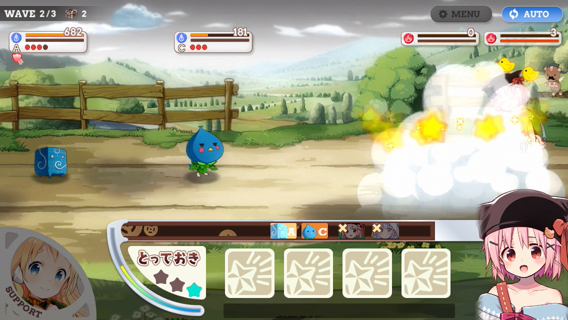 WAVE 2/3 2
MENU
AUTO
682
181
0
3
A
C
A
C
とっておき
SUPPORT